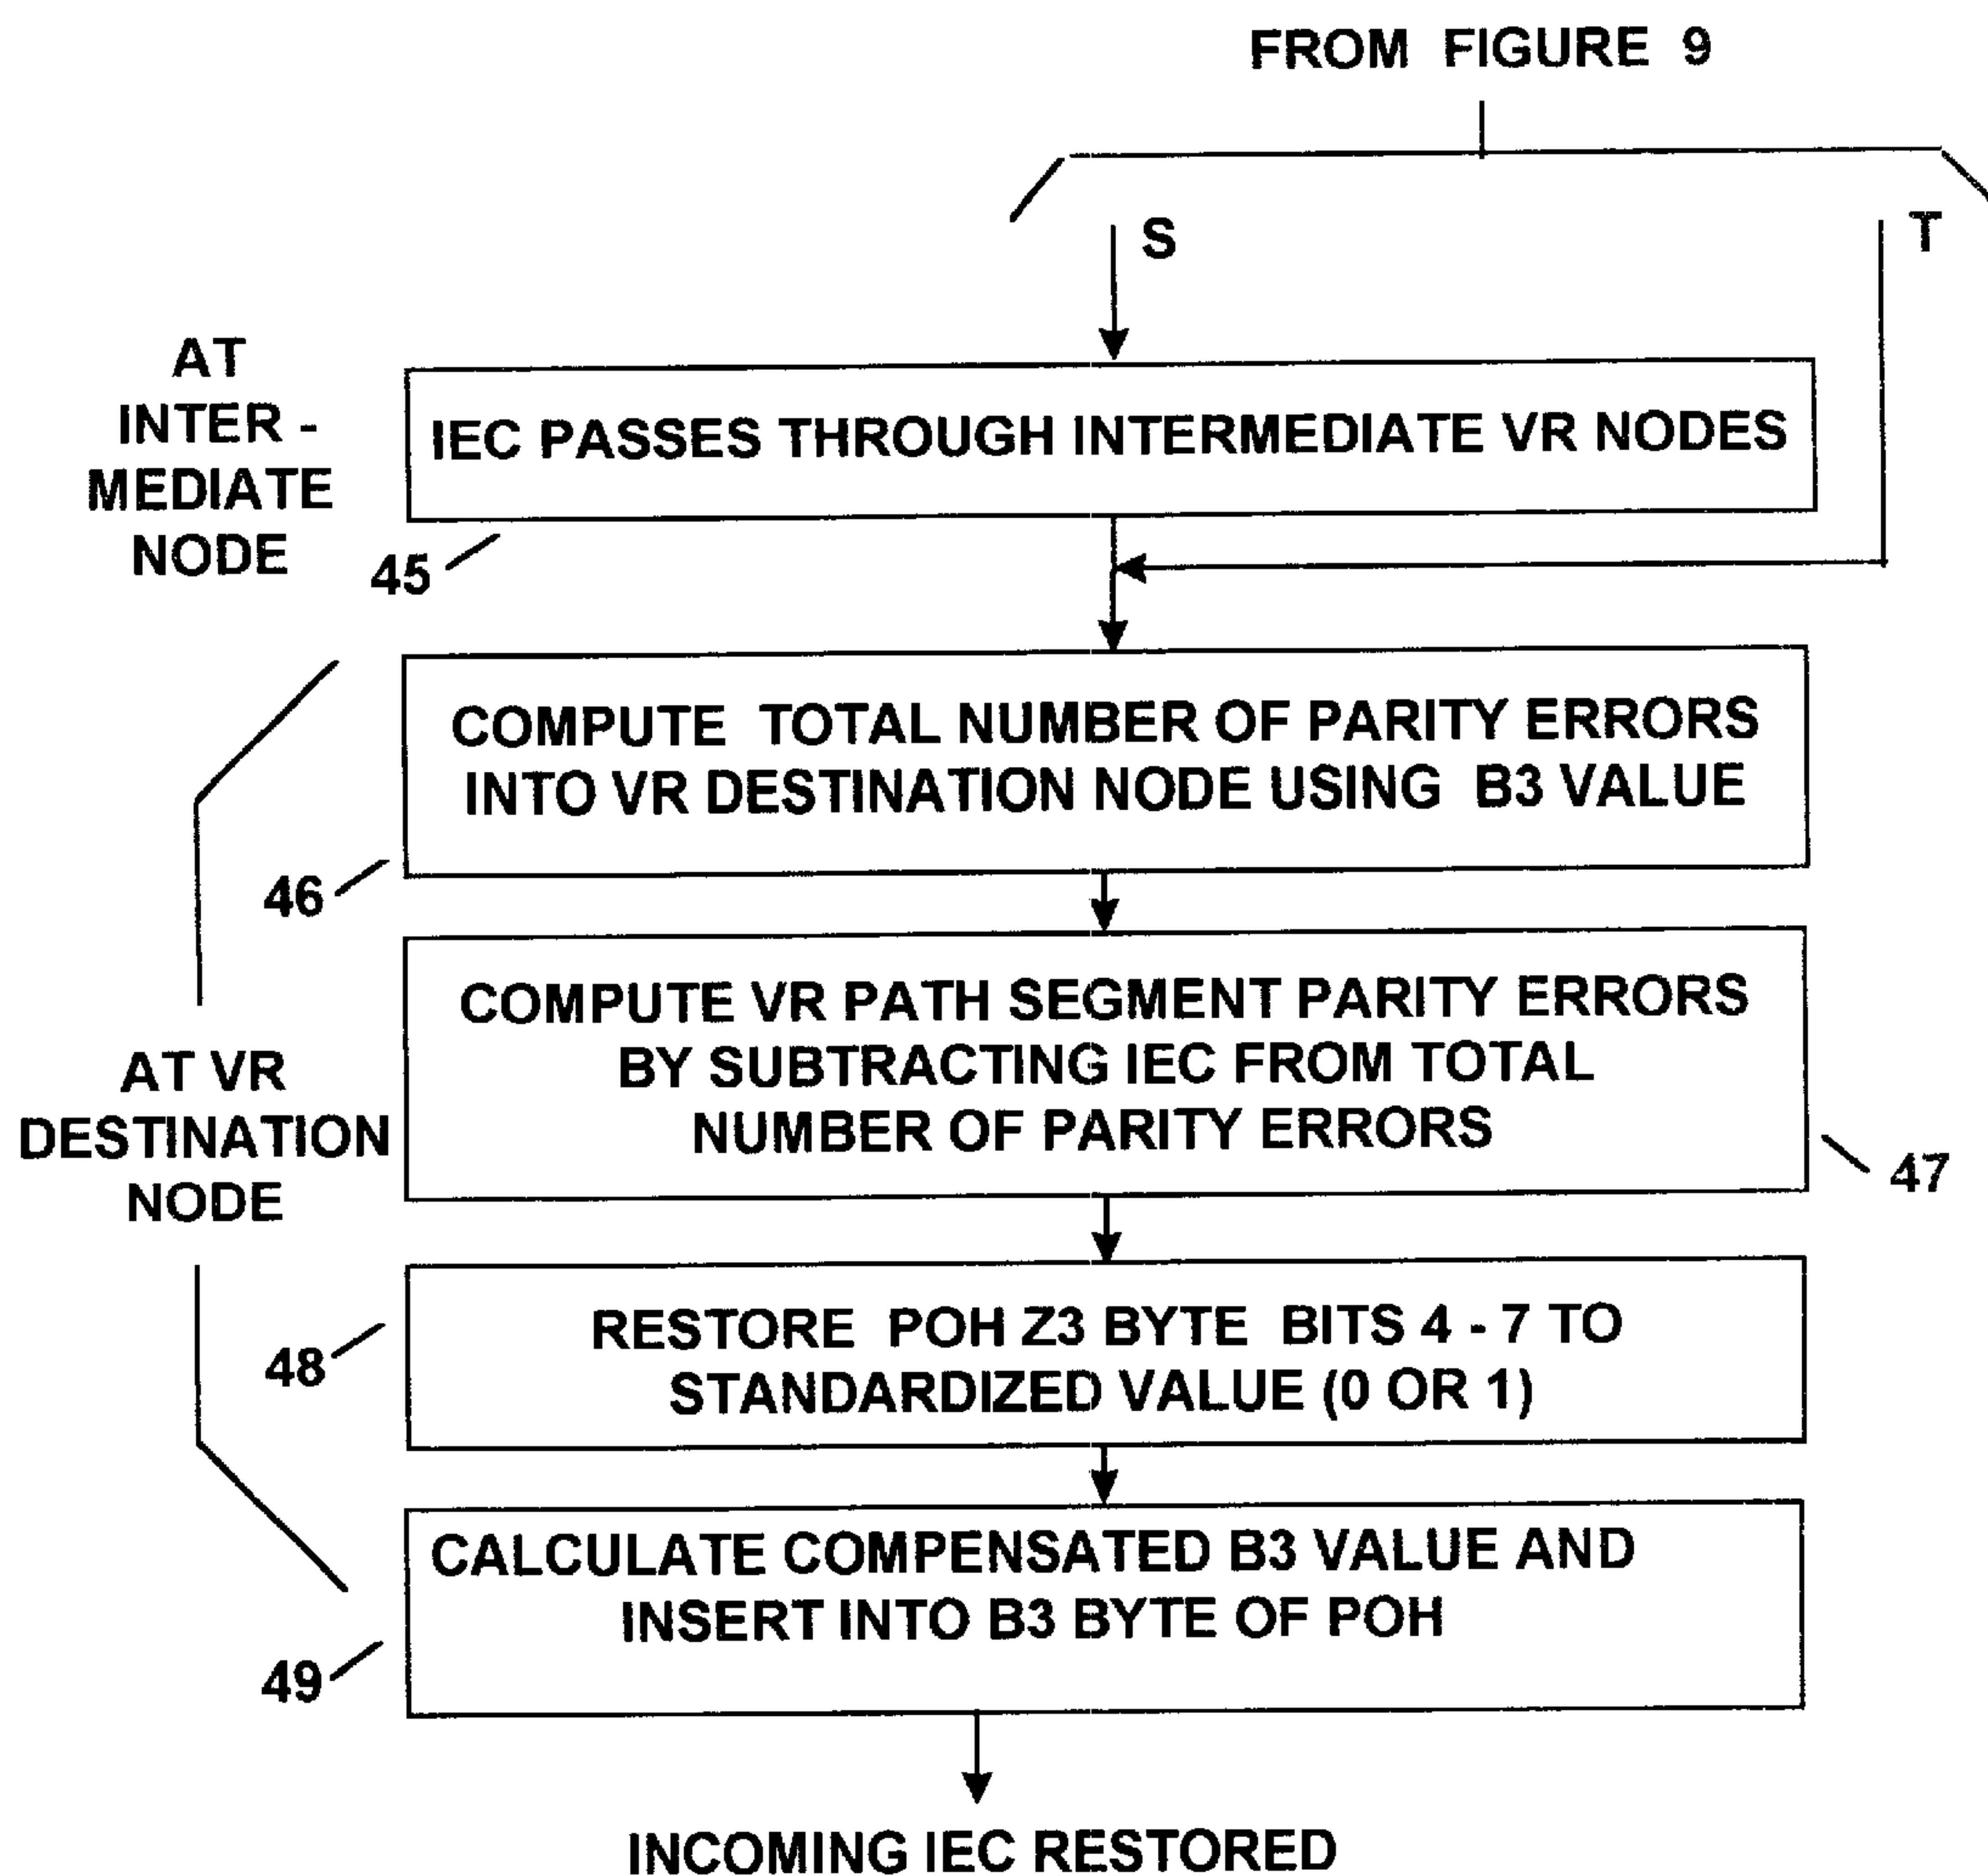 FROM FIGURE 9
S
T
AT
INTER -
MEDIATE
NODE
IEC PASSES THROUGH INTERMEDIATE VR NODES
45
COMPUTE TOTAL NUMBER OF PARITY ERRORS
INTO VR DESTINATION NODE USING B3 VALUE
46
COMPUTE VR PATH SEGMENT PARITY ERRORS
BY SUBTRACTING IEC FROM TOTAL
NUMBER OF PARITY ERRORS
47
AT VR
DESTINATION
NODE
RESTORE POH Z3 BYTE BITS 4 - 7 TO
STANDARDIZED VALUE (0 OR 1)
48
CALCULATE COMPENSATED B3 VALUE AND
INSERT INTO B3 BYTE OF POH
49
INCOMING IEC RESTORED